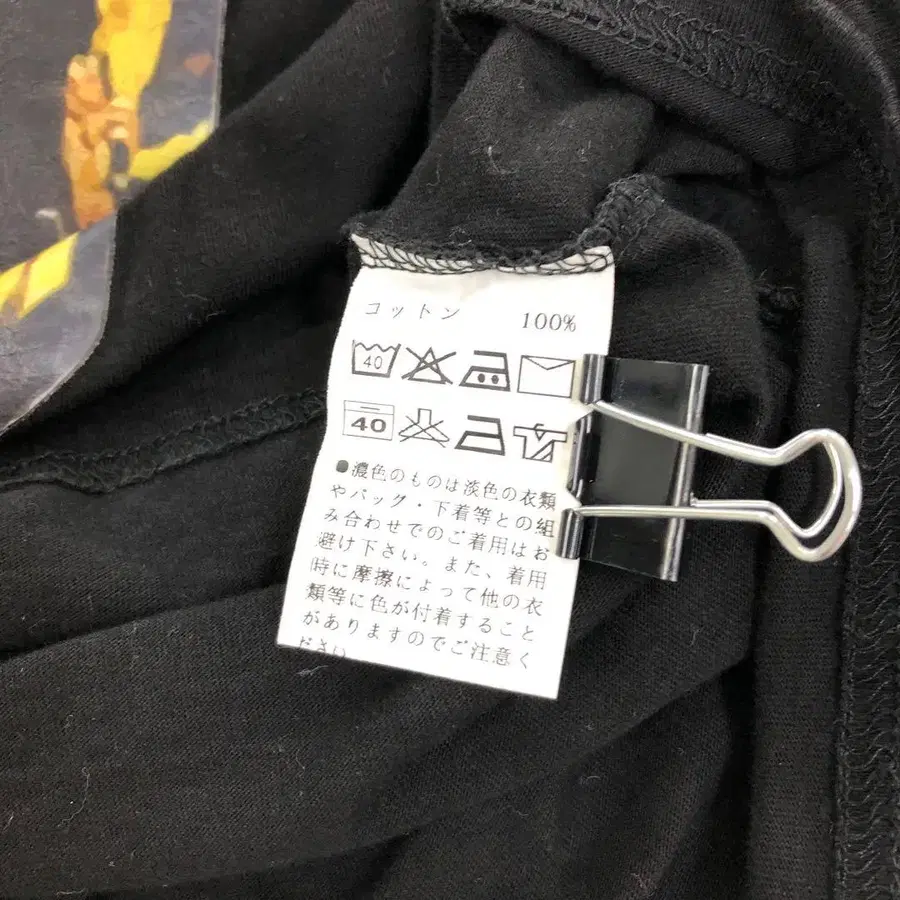 コットン 100%
40
40
●濃色のものは淡色の衣類
やバッグ・下着等との組
み合わせでのご着用はお
避け下さい。また、着用
時に摩擦によって他の衣
類等に色が付着すること
がありますのでご注意く
ださい